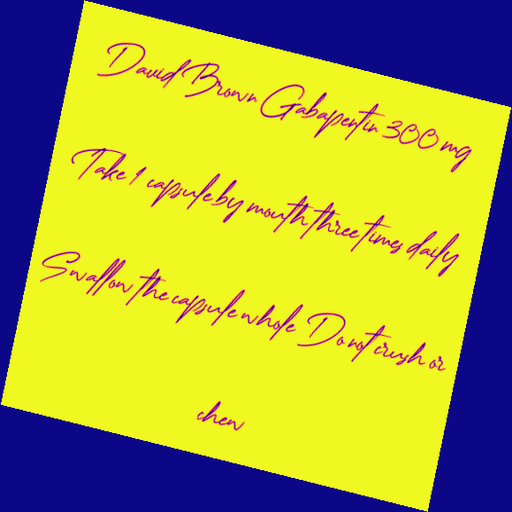 David Brown Gabapentin 300 mg
Take 1 capsule by mouth three times daily
Swallow the capsule whole Do not crush or
chew